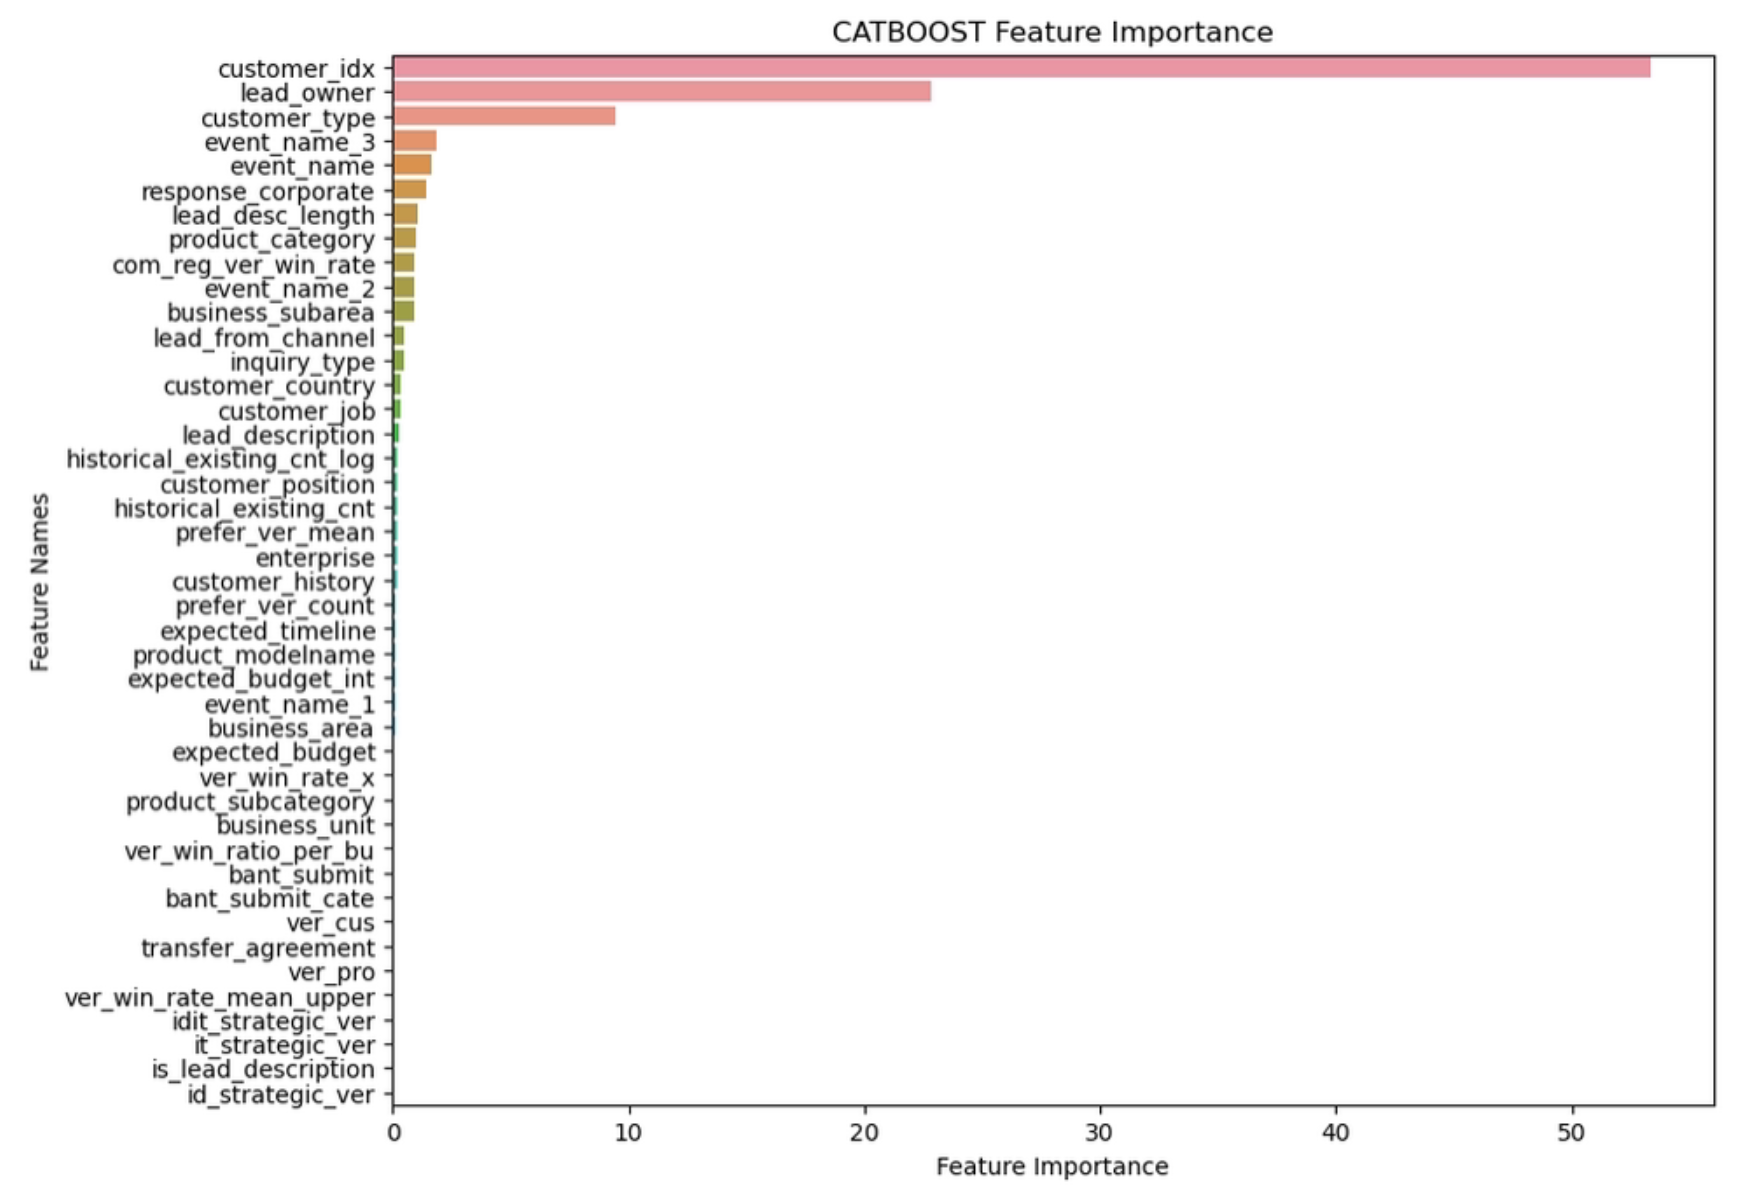 CATBOOST Feature Importance
customer_idx
lead_owner
customer_type
event_name_3
event_name
response_corporate
lead_desc_length
product_category
com_reg_ver_win_rate
event_name_2
business_subarea
lead_from_channel
inquiry_type
customer_country
customer_job
lead_description
historical_existing_cnt_log
customer_position
historical_existing_cnt
prefer_ver_mean
enterprise
customer_history
prefer_ver_count
expected_timeline
product_modelname
expected_budget_int
event_name_1
business_area
expected_budget
ver_win_rate_x
product_subcategory
business_unit
ver_win_ratio_per_bu
bant_submit
bant_submit_cate
ver_cus
transfer_agreement
ver_pro
ver_win_rate_mean_upper
idit_strategic_ver
it_strategic_ver
is_lead_description
id_strategic_ver
Feature Names
0 10 20 30 40 50
Feature Importance